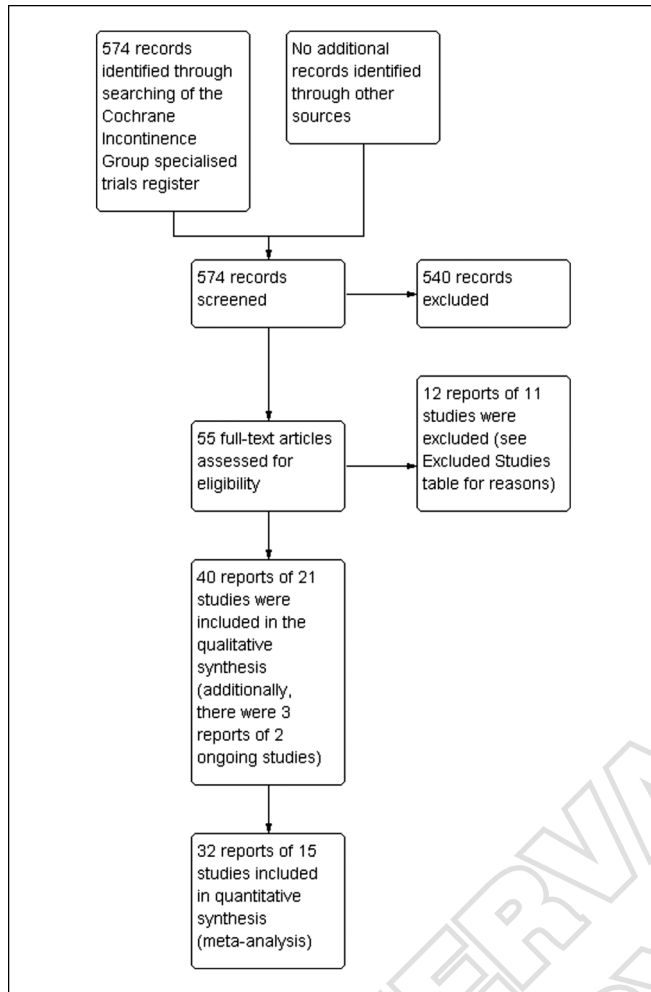 574 records
identified through
searching of the
Cochrane
Incontinence
Group specialised
trials register
No additional
records identified
through other
sources
574 records
screened
540 records
excluded
55 full-text articles
assessed for
eligibility
12 reports of 11
studies were
excluded (see
Excluded Studies
table for reasons)
40 reports of 21
studies were
included in the
qualitative
synthesis
(additionally,
there were 3
reports of 2
ongoing studies)
32 reports of 15
studies included
in quantitative
synthesis
(meta-analysis)